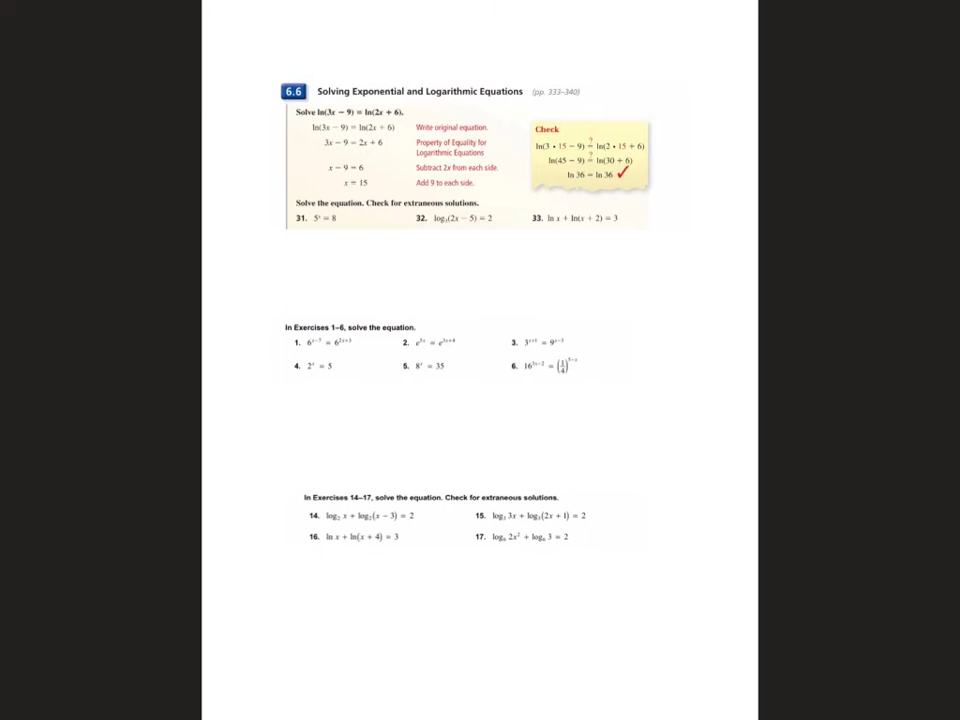 6.6 Solving Exponential and Logarithmic Equations (pp. 333–340)
Solve ln(3x − 9) = ln(2x + 6).
ln(3x − 9) = ln(2x + 6) Write original equation.
3x − 9 = 2x + 6 Property of Equality for
Logarithmic Equations
x − 9 = 6 Subtract 2x from each side.
x = 15 Add 9 to each side.
Check
ln(3 • 15 − 9) ≟ ln(2 • 15 + 6)
ln(45 − 9) ≟ ln(30 + 6)
ln 36 = ln 36 ✓
Solve the equation. Check for extraneous solutions.
31. 5ˣ = 8 32. log₃(2x − 5) = 2 33. ln x + ln(x + 2) = 3
In Exercises 1–6, solve the equation.
1. 2. 3.
4. 2ˣ = 5 5. 8ˣ = 35 6.
In Exercises 14–17, solve the equation. Check for extraneous solutions.
14. log₂ x + log₂(x − 3) = 2 15. log₃ 3x + log₃(2x + 1) = 2
16. ln x + ln(x + 4) = 3 17.